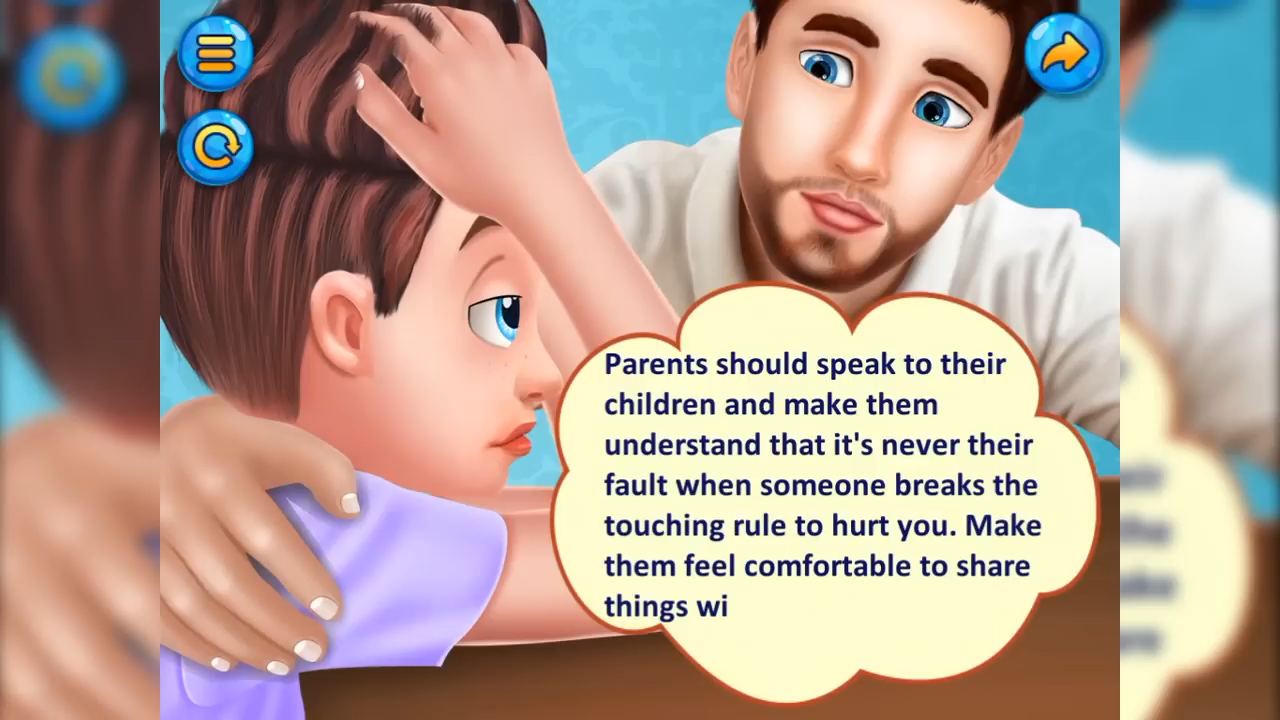 Parents should speak to their
children and make them
understand that it's never their
fault when someone breaks the
touching rule to hurt you. Make
them feel comfortable to share
things wi